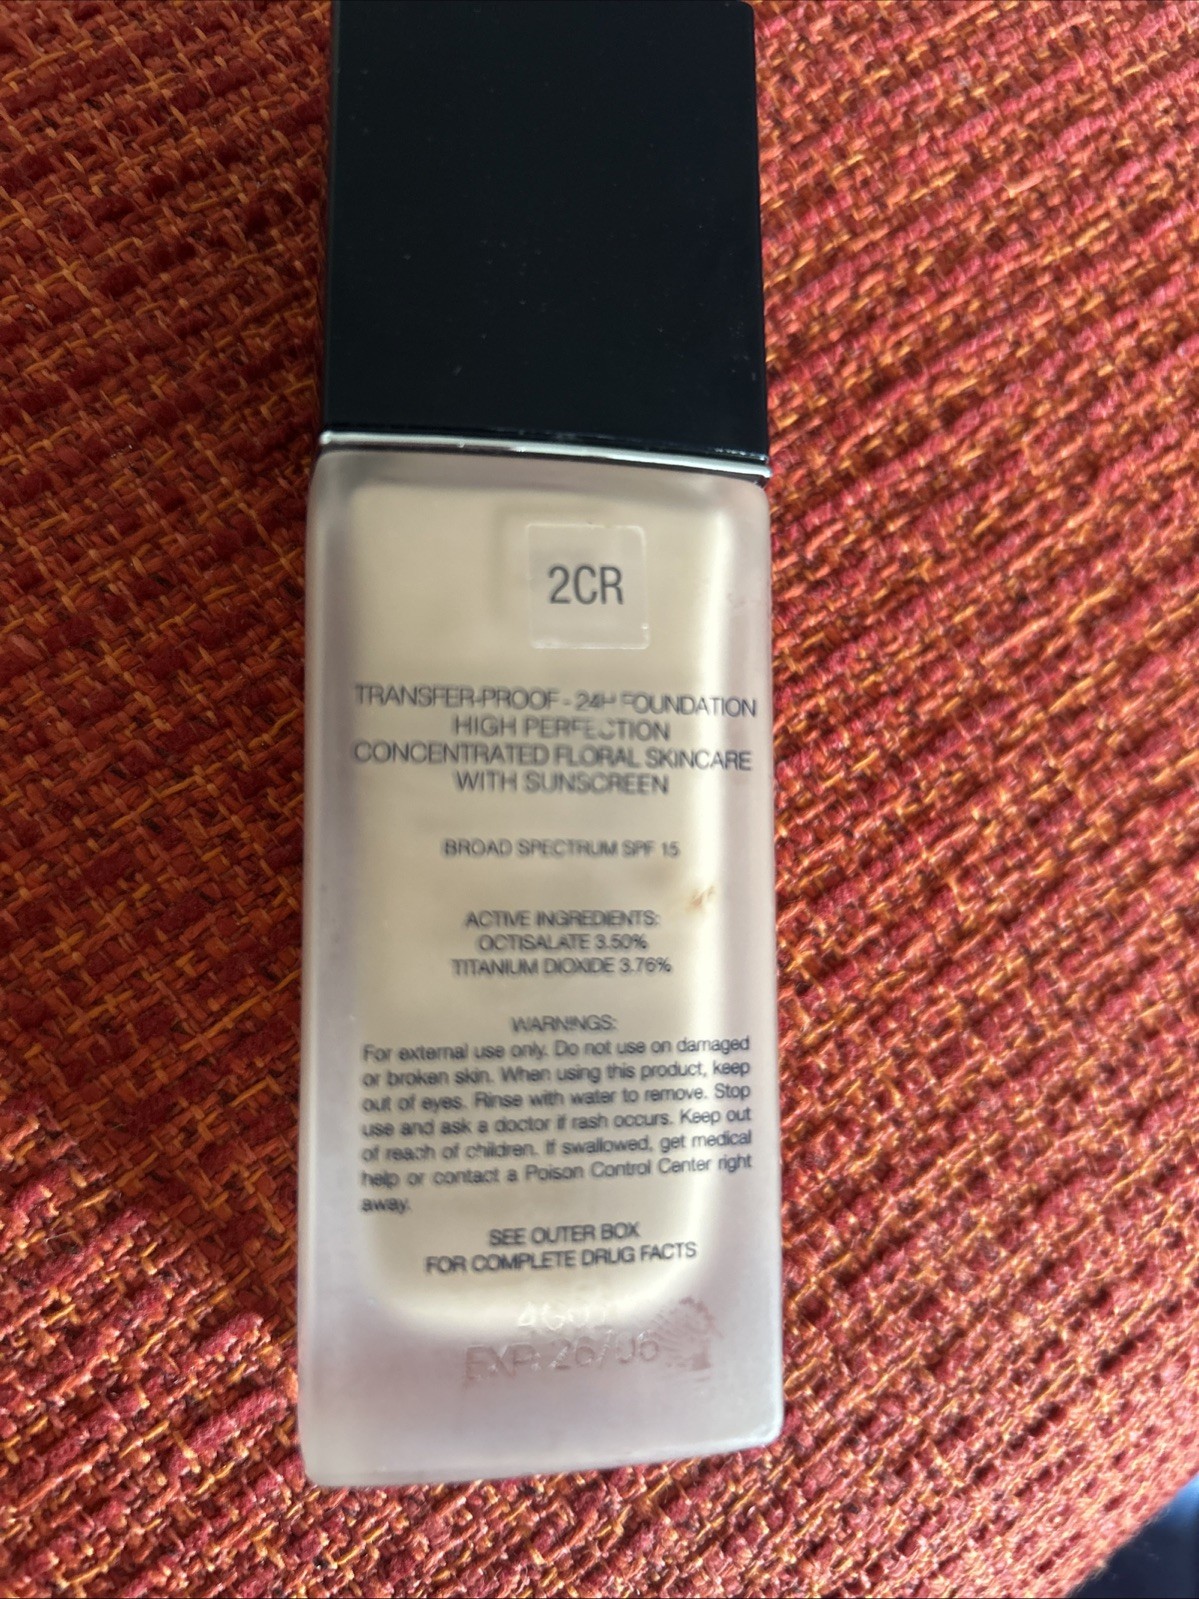 2CR
TRANSFER-PROOF - 24H FOUNDATION
HIGH PERFECTION
CONCENTRATED FLORAL SKINCARE
WITH SUNSCREEN
BROAD SPECTRUM SPF 15
ACTIVE INGREDIENTS:
OCTISALATE 3.50%
TITANIUM DIOXIDE 3.76%
WARNINGS:
For external use only. Do not use on damaged
or broken skin. When using this product, keep
out of eyes. Rinse with water to remove. Stop
use and ask a doctor if rash occurs. Keep out
of reach of children. If swallowed, get medical
help or contact a Poison Control Center right
away.
SEE OUTER BOX
FOR COMPLETE DRUG FACTS
EXP: 26/06